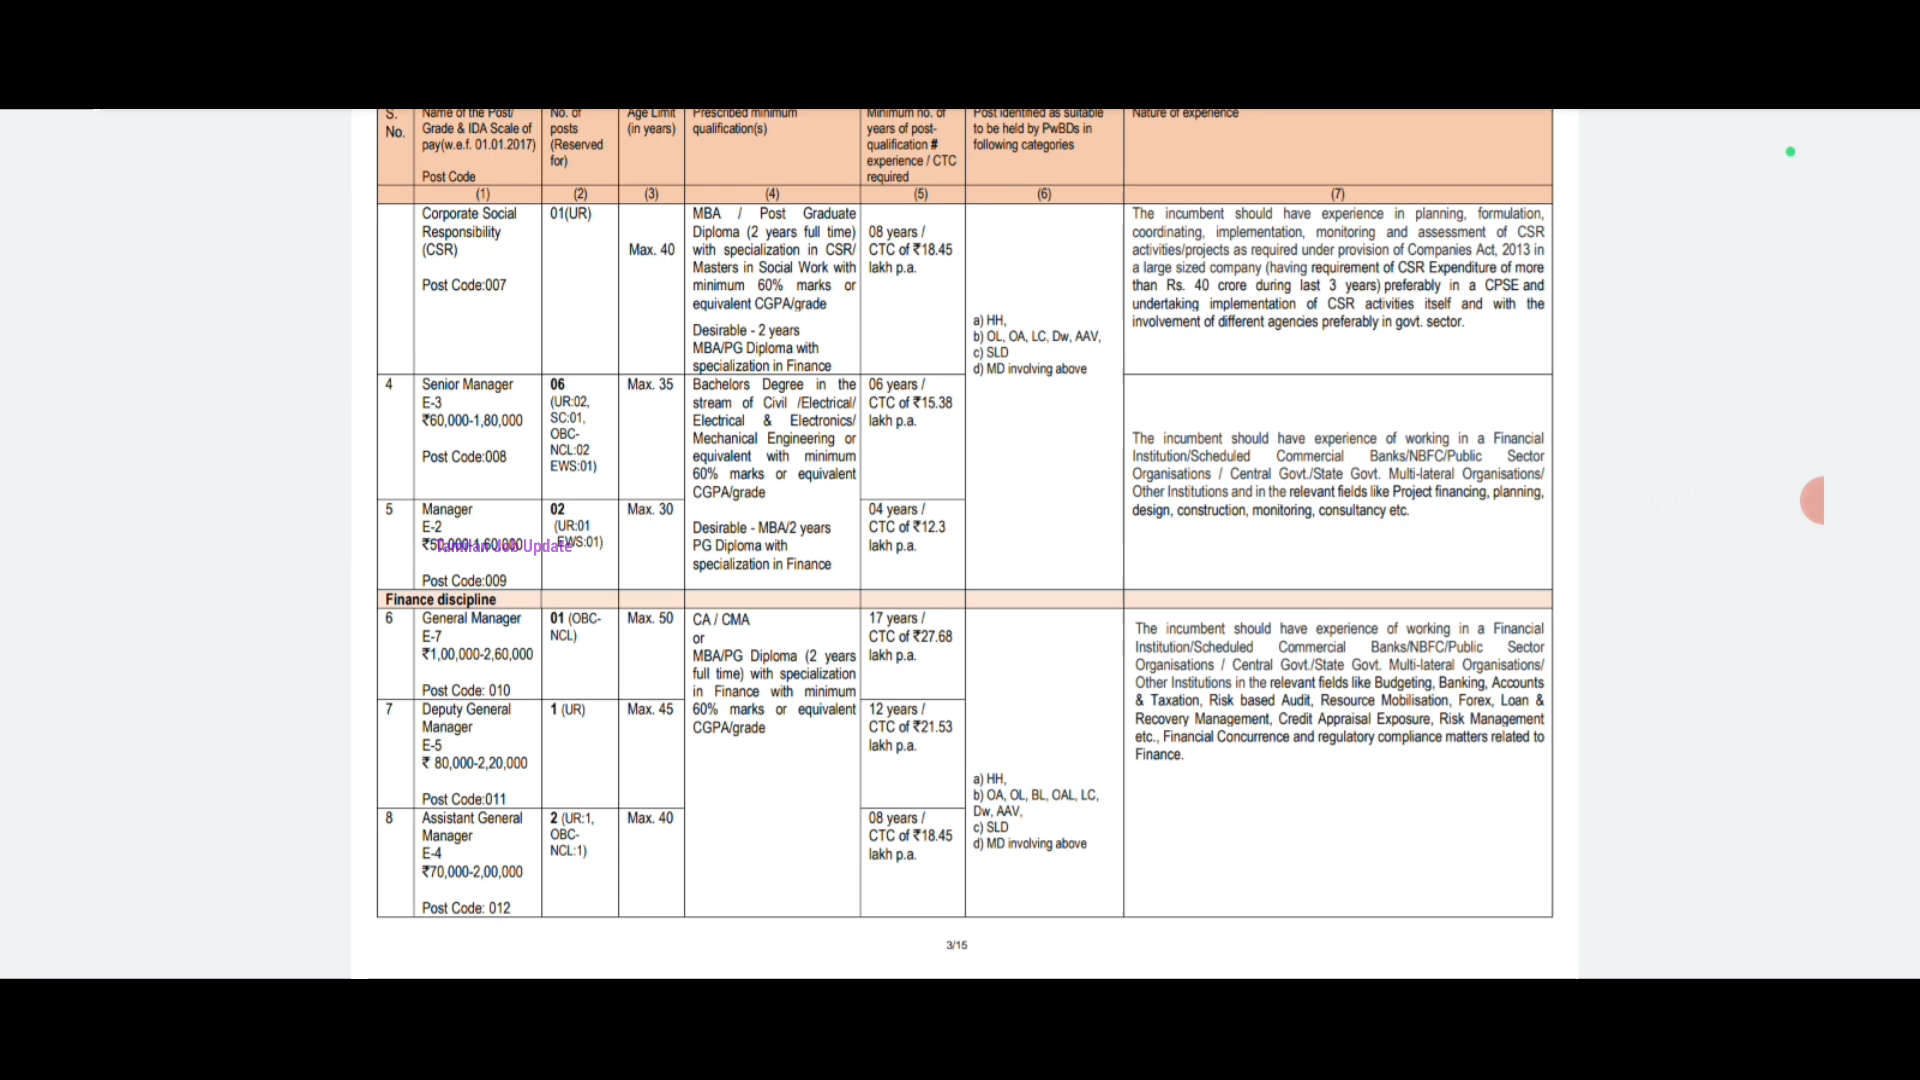 S.
No.
Name of the Post/
Grade & IDA Scale of
pay(w.e.f. 01.01.2017)
Post Code
No. of
posts
(Reserved
for)
Age Limit
(in years)
Prescribed minimum
qualification(s)
Minimum no. of
years of post-
qualification #
experience / CTC
required
Post identified as suitable
to be held by PwBDs in
following categories
Nature of experience
(1)
(2)
(3)
(4)
(5)
(6)
(7)
Corporate Social
Responsibility
(CSR)
Post Code:007
01(UR)
Max. 40
MBA / Post Graduate
Diploma (2 years full time)
with specialization in CSR/
Masters in Social Work with
minimum 60% marks or
equivalent CGPA/grade
Desirable - 2 years
MBA/PG Diploma with
specialization in Finance
08 years /
CTC of ₹18.45
lakh p.a.
a) HH,
b) OL, OA, LC, Dw, AAV,
c) SLD
d) MD involving above
The incumbent should have experience in planning, formulation,
coordinating, implementation, monitoring and assessment of CSR
activities/projects as required under provision of Companies Act, 2013 in
a large sized company (having requirement of CSR Expenditure of more
than Rs. 40 crore during last 3 years) preferably in a CPSE and
undertaking implementation of CSR activities itself and with the
involvement of different agencies preferably in govt. sector.
4
Senior Manager
E-3
₹60,000-1,80,000
Post Code:008
06
(UR:02,
SC:01,
OBC-
NCL:02
EWS:01)
Max. 35
Bachelors Degree in the
stream of Civil /Electrical/
Electrical & Electronics/
Mechanical Engineering or
equivalent with minimum
60% marks or equivalent
CGPA/grade
Desirable - MBA/2 years
PG Diploma with
specialization in Finance
06 years /
CTC of ₹15.38
lakh p.a.
The incumbent should have experience of working in a Financial
Institution/Scheduled Commercial Banks/NBFC/Public Sector
Organisations / Central Govt./State Govt. Multi-lateral Organisations/
Other Institutions and in the relevant fields like Project financing, planning,
design, construction, monitoring, consultancy etc.
5
Manager
E-2
₹50,000-1,60,000
Tamilan Job Update
Post Code:009
02
(UR:01
EWS:01)
Max. 30
04 years /
CTC of ₹12.3
lakh p.a.
Finance discipline
6
General Manager
E-7
₹1,00,000-2,60,000
Post Code: 010
01 (OBC-
NCL)
Max. 50
CA / CMA
or
MBA/PG Diploma (2 years
full time) with specialization
in Finance with minimum
60% marks or equivalent
CGPA/grade
17 years /
CTC of ₹27.68
lakh p.a.
a) HH,
b) OA, OL, BL, OAL, LC,
Dw, AAV,
c) SLD
d) MD involving above
The incumbent should have experience of working in a Financial
Institution/Scheduled Commercial Banks/NBFC/Public Sector
Organisations / Central Govt./State Govt. Multi-lateral Organisations/
Other Institutions in the relevant fields like Budgeting, Banking, Accounts
& Taxation, Risk based Audit, Resource Mobilisation, Forex, Loan &
Recovery Management, Credit Appraisal Exposure, Risk Management
etc., Financial Concurrence and regulatory compliance matters related to
Finance.
7
Deputy General
Manager
E-5
₹ 80,000-2,20,000
Post Code:011
1 (UR)
Max. 45
12 years /
CTC of ₹21.53
lakh p.a.
8
Assistant General
Manager
E-4
₹70,000-2,00,000
Post Code: 012
2 (UR:1,
OBC-
NCL:1)
Max. 40
08 years /
CTC of ₹18.45
lakh p.a.
3/15